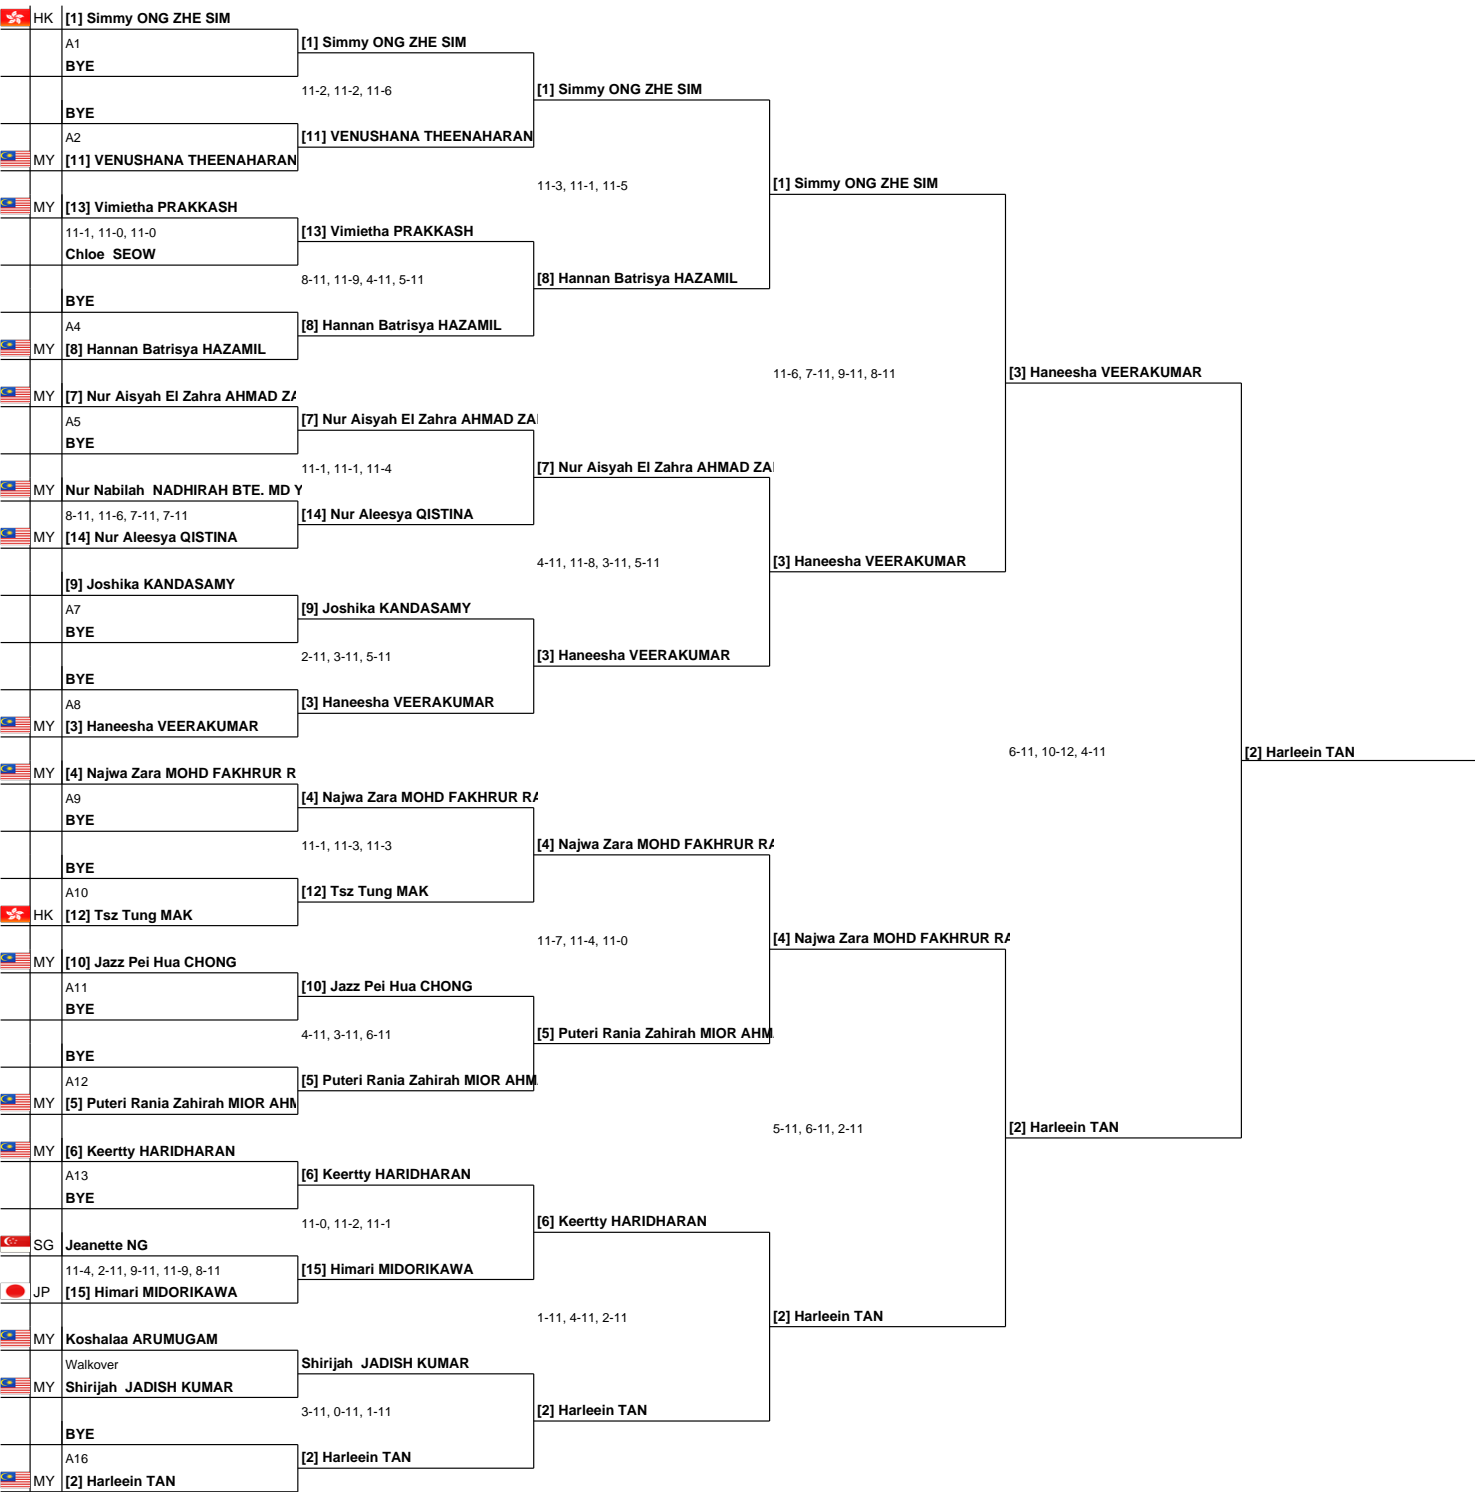 HK [1] Simmy ONG ZHE SIM
A1 [1] Simmy ONG ZHE SIM
BYE
11-2, 11-2, 11-6 [1] Simmy ONG ZHE SIM
BYE
A2 [11] VENUSHANA THEENAHARAN
MY [11] VENUSHANA THEENAHARAN
11-3, 11-1, 11-5 [1] Simmy ONG ZHE SIM
MY [13] Vimietha PRAKKASH
11-1, 11-0, 11-0 [13] Vimietha PRAKKASH
Chloe SEOW
8-11, 11-9, 4-11, 5-11 [8] Hannan Batrisya HAZAMIL
BYE
A4 [8] Hannan Batrisya HAZAMIL
MY [8] Hannan Batrisya HAZAMIL
11-6, 7-11, 9-11, 8-11 [3] Haneesha VEERAKUMAR
MY [7] Nur Aisyah El Zahra AHMAD ZA
A5 [7] Nur Aisyah El Zahra AHMAD ZAI
BYE
11-1, 11-1, 11-4 [7] Nur Aisyah El Zahra AHMAD ZAI
MY Nur Nabilah NADHIRAH BTE. MD Y
8-11, 11-6, 7-11, 7-11 [14] Nur Aleesya QISTINA
MY [14] Nur Aleesya QISTINA
4-11, 11-8, 3-11, 5-11 [3] Haneesha VEERAKUMAR
[9] Joshika KANDASAMY
A7 [9] Joshika KANDASAMY
BYE
2-11, 3-11, 5-11 [3] Haneesha VEERAKUMAR
BYE
A8 [3] Haneesha VEERAKUMAR
MY [3] Haneesha VEERAKUMAR
6-11, 10-12, 4-11 [2] Harleein TAN
MY [4] Najwa Zara MOHD FAKHRUR R
A9 [4] Najwa Zara MOHD FAKHRUR RA
BYE
11-1, 11-3, 11-3 [4] Najwa Zara MOHD FAKHRUR RA
BYE
A10 [12] Tsz Tung MAK
HK [12] Tsz Tung MAK
11-7, 11-4, 11-0 [4] Najwa Zara MOHD FAKHRUR RA
MY [10] Jazz Pei Hua CHONG
A11 [10] Jazz Pei Hua CHONG
BYE
4-11, 3-11, 6-11 [5] Puteri Rania Zahirah MIOR AHM
BYE
A12 [5] Puteri Rania Zahirah MIOR AHM
MY [5] Puteri Rania Zahirah MIOR AHM
5-11, 6-11, 2-11 [2] Harleein TAN
MY [6] Keertty HARIDHARAN
A13 [6] Keertty HARIDHARAN
BYE
11-0, 11-2, 11-1 [6] Keertty HARIDHARAN
SG Jeanette NG
11-4, 2-11, 9-11, 11-9, 8-11 [15] Himari MIDORIKAWA
JP [15] Himari MIDORIKAWA
1-11, 4-11, 2-11 [2] Harleein TAN
MY Koshalaa ARUMUGAM
Walkover Shirijah JADISH KUMAR
MY Shirijah JADISH KUMAR
3-11, 0-11, 1-11 [2] Harleein TAN
BYE
A16 [2] Harleein TAN
MY [2] Harleein TAN